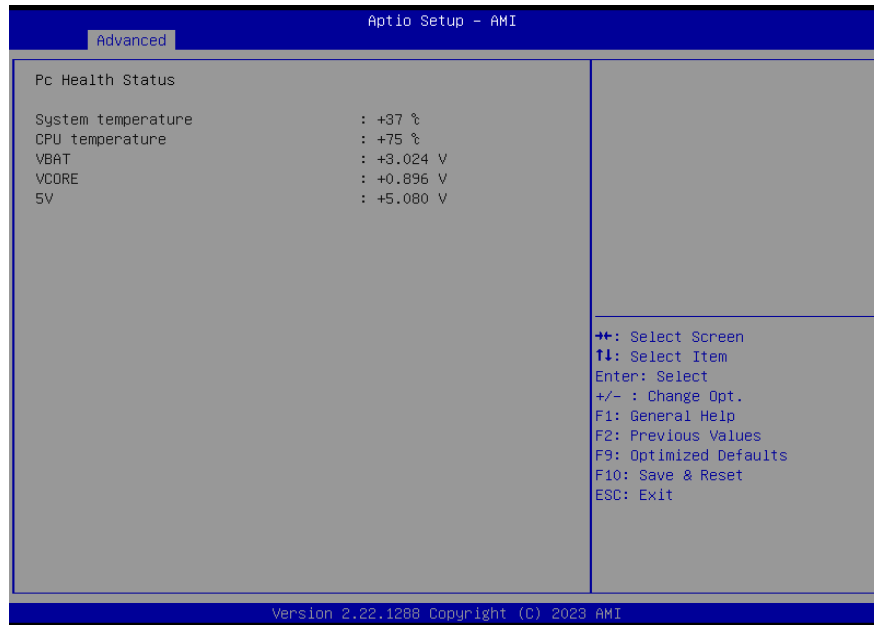 Aptio Setup – AMI
Advanced
Pc Health Status
System temperature : +37 ℃
CPU temperature : +75 ℃
VBAT : +3.024 V
VCORE : +0.896 V
5V : +5.080 V
→←: Select Screen
↑↓: Select Item
Enter: Select
+/- : Change Opt.
F1: General Help
F2: Previous Values
F9: Optimized Defaults
F10: Save & Reset
ESC: Exit
Version 2.22.1288 Copyright (C) 2023 AMI